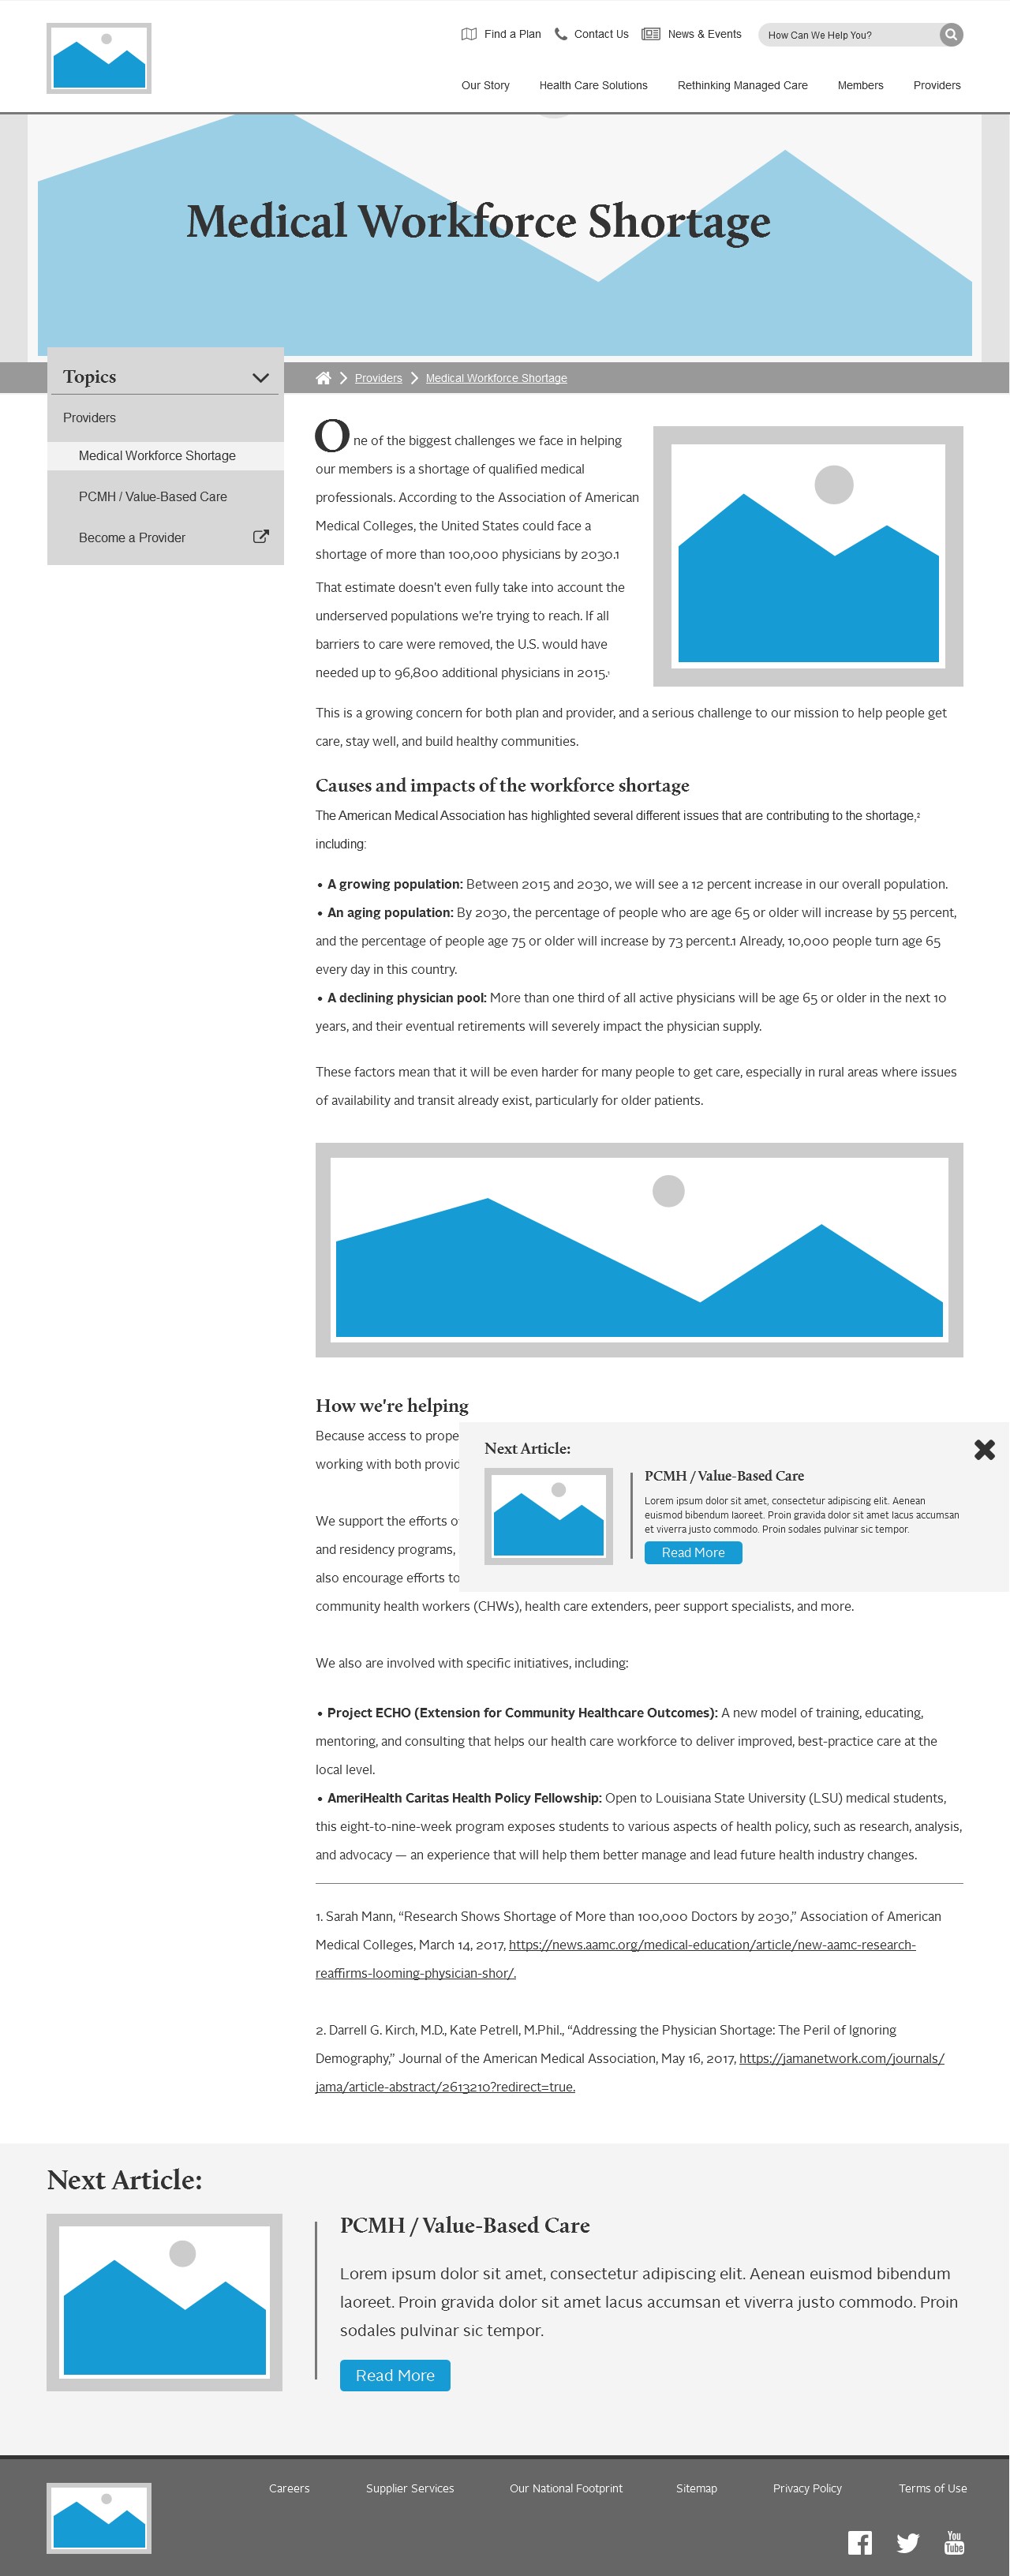 Find a Plan
Contact Us
News & Events
How Can We Help You?
Our Story
Health Care Solutions
Rethinking Managed Care
Members
Providers
Medical Workforce Shortage
Topics
Providers
Medical Workforce Shortage
PCMH / Value-Based Care
Become a Provider
Providers
Medical Workforce Shortage
One of the biggest challenges we face in helping
our members is a shortage of qualified medical
professionals. According to the Association of American
Medical Colleges, the United States could face a
shortage of more than 100,000 physicians by 2030.1
That estimate doesn't even fully take into account the
underserved populations we're trying to reach. If all
barriers to care were removed, the U.S. would have
needed up to 96,800 additional physicians in 2015.¹
This is a growing concern for both plan and provider, and a serious challenge to our mission to help people get
care, stay well, and build healthy communities.
Causes and impacts of the workforce shortage
The American Medical Association has highlighted several different issues that are contributing to the shortage,²
including:
• A growing population: Between 2015 and 2030, we will see a 12 percent increase in our overall population.
• An aging population: By 2030, the percentage of people who are age 65 or older will increase by 55 percent,
and the percentage of people age 75 or older will increase by 73 percent.1 Already, 10,000 people turn age 65
every day in this country.
• A declining physician pool: More than one third of all active physicians will be age 65 or older in the next 10
years, and their eventual retirements will severely impact the physician supply.
These factors mean that it will be even harder for many people to get care, especially in rural areas where issues
of availability and transit already exist, particularly for older patients.
How we're helping
Because access to prope
working with both provid
We support the efforts o
and residency programs,
also encourage efforts to
community health workers (CHWs), health care extenders, peer support specialists, and more.
Next Article:
PCMH / Value-Based Care
Lorem ipsum dolor sit amet, consectetur adipiscing elit. Aenean
euismod bibendum laoreet. Proin gravida dolor sit amet lacus accumsan
et viverra justo commodo. Proin sodales pulvinar sic tempor.
Read More
We also are involved with specific initiatives, including:
• Project ECHO (Extension for Community Healthcare Outcomes): A new model of training, educating,
mentoring, and consulting that helps our health care workforce to deliver improved, best-practice care at the
local level.
• AmeriHealth Caritas Health Policy Fellowship: Open to Louisiana State University (LSU) medical students,
this eight-to-nine-week program exposes students to various aspects of health policy, such as research, analysis,
and advocacy — an experience that will help them better manage and lead future health industry changes.
1. Sarah Mann, “Research Shows Shortage of More than 100,000 Doctors by 2030,” Association of American
Medical Colleges, March 14, 2017, https://news.aamc.org/medical-education/article/new-aamc-research-
reaffirms-looming-physician-shor/.
2. Darrell G. Kirch, M.D., Kate Petrell, M.Phil., “Addressing the Physician Shortage: The Peril of Ignoring
Demography,” Journal of the American Medical Association, May 16, 2017, https://jamanetwork.com/journals/
jama/article-abstract/2613210?redirect=true.
Next Article:
PCMH / Value-Based Care
Lorem ipsum dolor sit amet, consectetur adipiscing elit. Aenean euismod bibendum
laoreet. Proin gravida dolor sit amet lacus accumsan et viverra justo commodo. Proin
sodales pulvinar sic tempor.
Read More
Careers
Supplier Services
Our National Footprint
Sitemap
Privacy Policy
Terms of Use
You
Tube